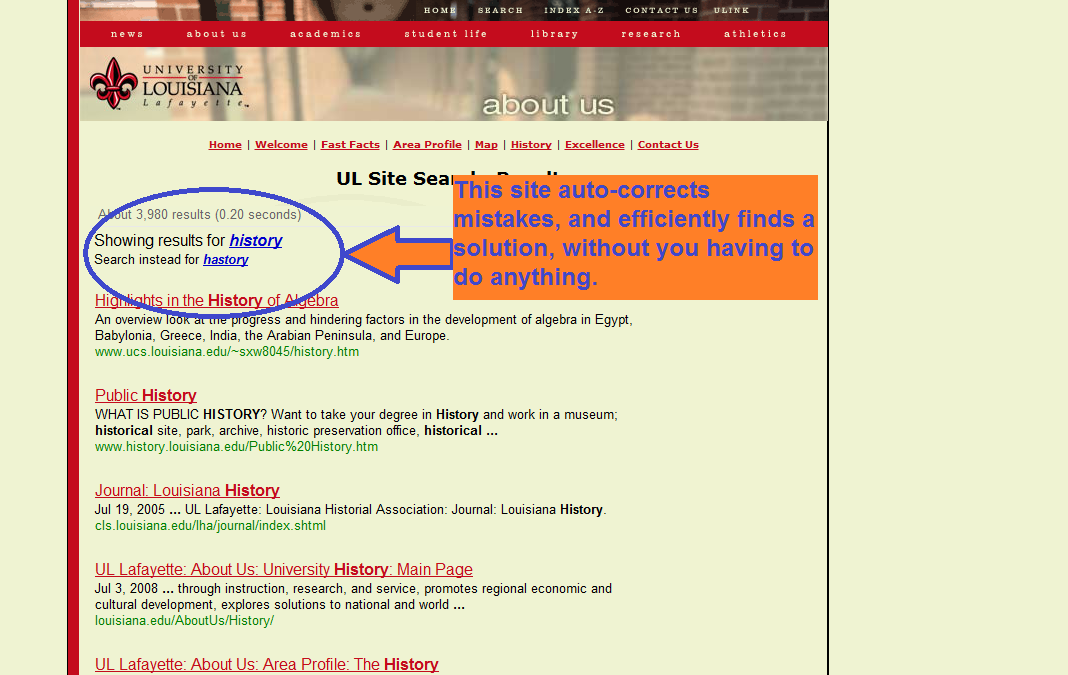 HOME SEARCH INDEX A-Z CONTACT US ULINK
news about us academics student life library research athletics
UNIVERSITY
OF
LOUISIANA
Lafayette™
about us
Home | Welcome | Fast Facts | Area Profile | Map | History | Excellence | Contact Us
UL Site Search Results
This site auto-corrects
mistakes, and efficiently finds a
solution, without you having to
do anything.
About 3,980 results (0.20 seconds)
Showing results for history
Search instead for hastory
Highlights in the History of Algebra
An overview look at the progress and hindering factors in the development of algebra in Egypt,
Babylonia, Greece, India, the Arabian Peninsula, and Europe.
www.ucs.louisiana.edu/~sxw8045/history.htm
Public History
WHAT IS PUBLIC HISTORY? Want to take your degree in History and work in a museum;
historical site, park, archive, historic preservation office, historical ...
www.history.louisiana.edu/Public%20History.htm
Journal: Louisiana History
Jul 19, 2005 ... UL Lafayette: Louisiana Historial Association: Journal: Louisiana History.
cls.louisiana.edu/lha/journal/index.shtml
UL Lafayette: About Us: University History: Main Page
Jul 3, 2008 ... through instruction, research, and service, promotes regional economic and
cultural development, explores solutions to national and world ...
louisiana.edu/AboutUs/History/
UL Lafayette: About Us: Area Profile: The History